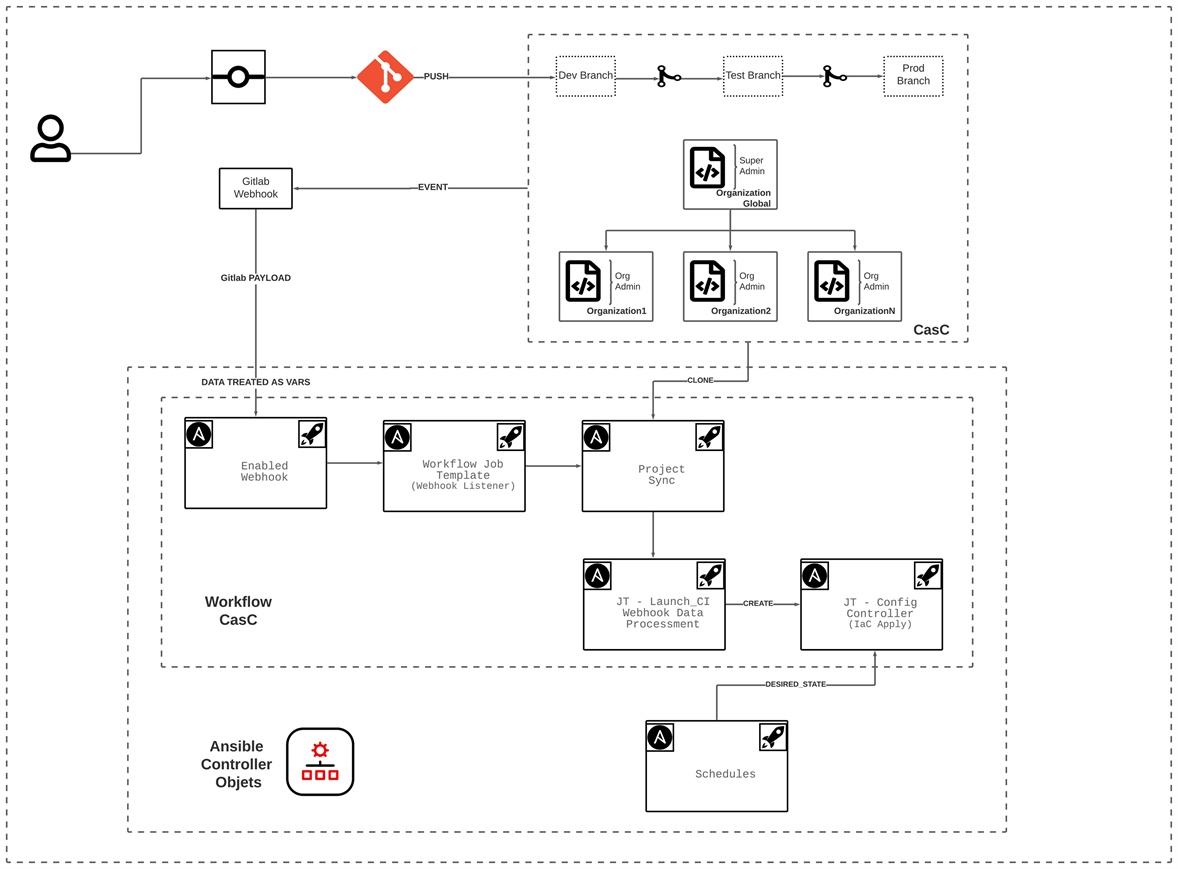 PUSH
Dev Branch
Test Branch
Prod
Branch
Super
Admin
Organization
Global
Gitlab
Webhook
EVENT
Org
Admin
Organization1
Org
Admin
Organization2
Org
Admin
OrganizationN
CasC
Gitlab PAYLOAD
DATA TREATED AS VARS
CLONE
Enabled
Webhook
Workflow Job
Template
(Webhook Listener)
Project
Sync
Workflow
CasC
JT - Launch_CI
Webhook Data
Processment
CREATE
JT - Config
Controller
(IaC Apply)
DESIRED_STATE
Ansible
Controller
Objets
Schedules